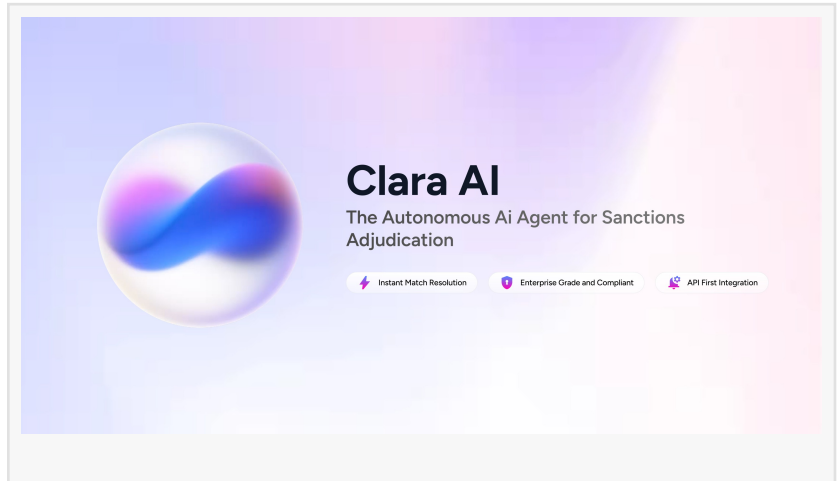 Clara AI
The Autonomous Ai Agent for Sanctions
Adjudication
Instant Match Resolution
Enterprise Grade and Compliant
API First Integration